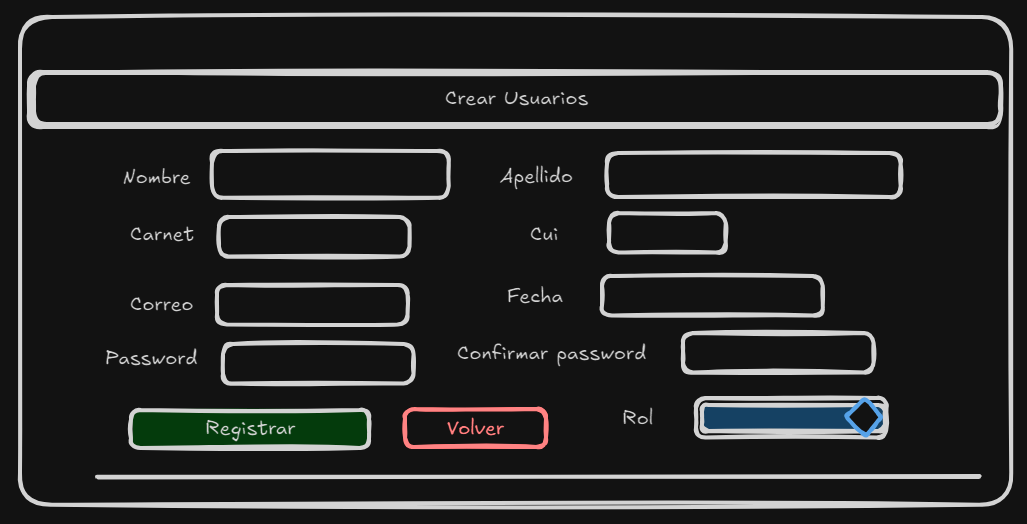 Crear Usuarios
Nombre
Apellido
Carnet
Cui
Correo
Fecha
Password
Confirmar password
Registrar
Volver
Rol